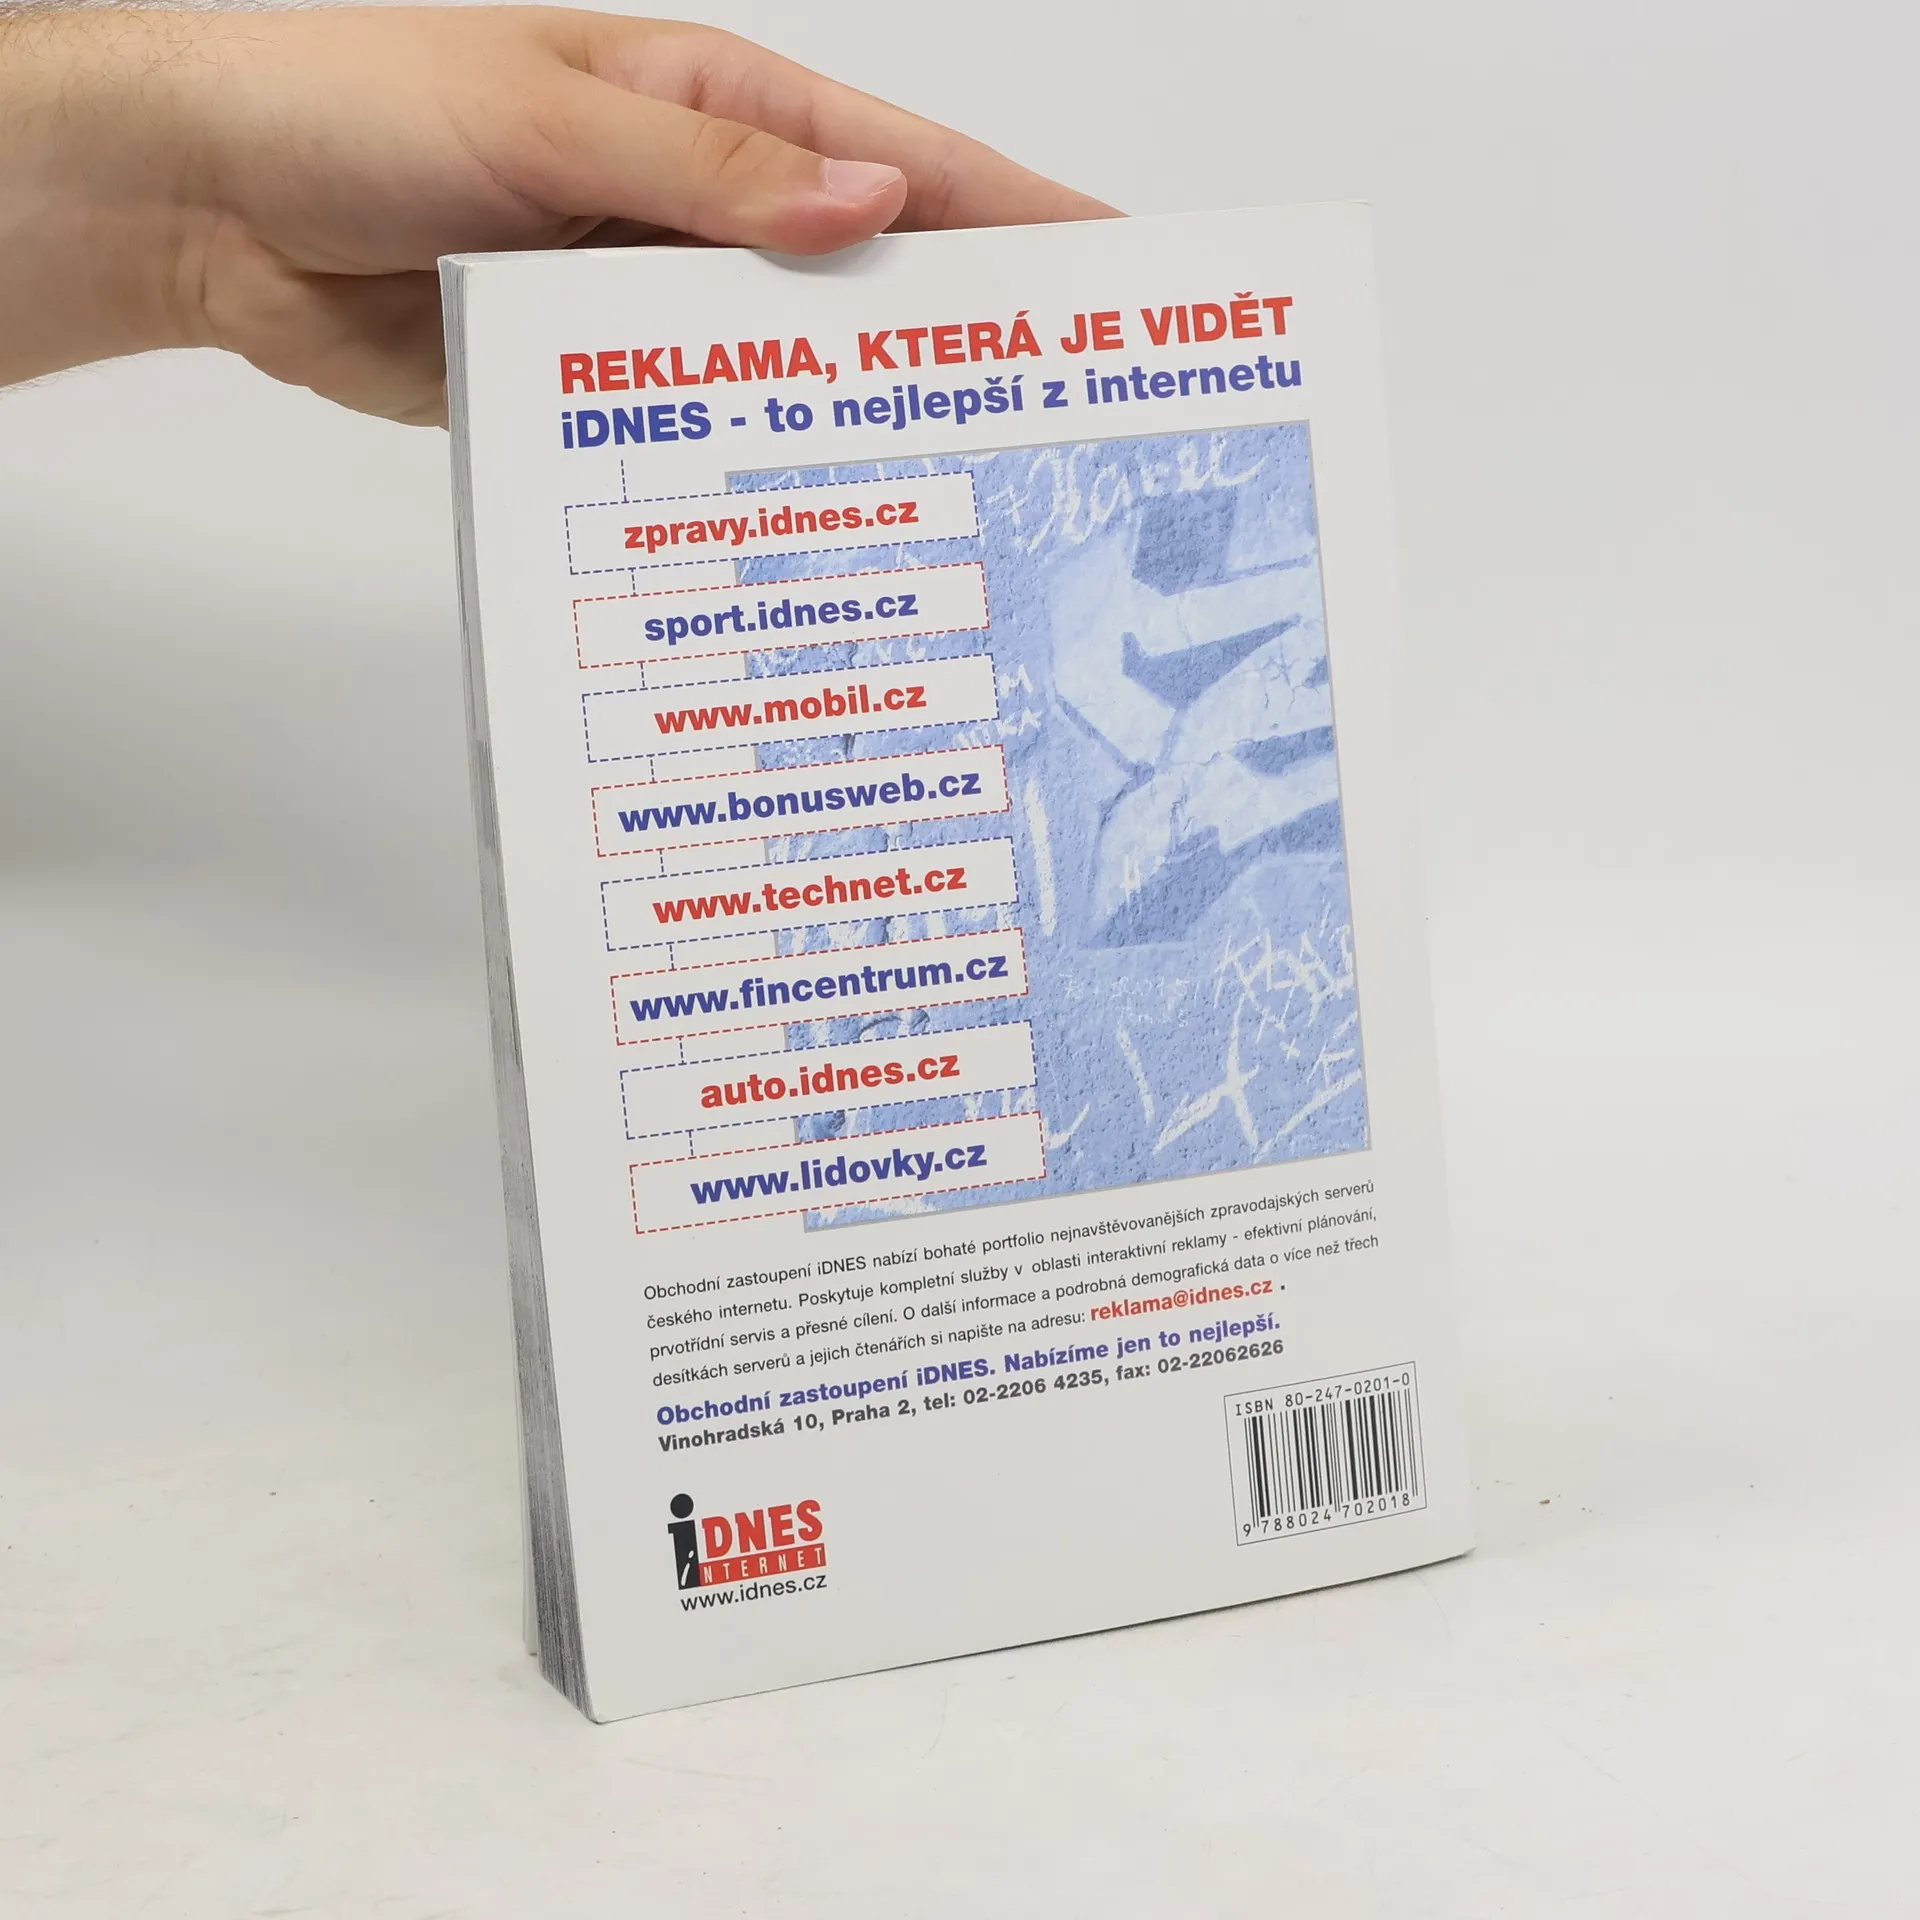 REKLAMA, KTERÁ JE VIDĚT
iDNES - to nejlepší z internetu
zpravy.idnes.cz
sport.idnes.cz
www.mobil.cz
www.bonusweb.cz
www.technet.cz
www.fincentrum.cz
auto.idnes.cz
www.lidovky.cz
Obchodní zastoupení iDNES nabízí bohaté portfolio nejnavštěvovanějších zpravodajských serverů
českého internetu. Poskytuje kompletní služby v oblasti interaktivní reklamy - efektivní plánování,
prvotřídní servis a přesné cílení. O další informace a podrobná demografická data o více než třech
desítkách serverů a jejich čtenářích si napište na adresu: reklama@idnes.cz .
Obchodní zastoupení iDNES. Nabízíme jen to nejlepší.
Vinohradská 10, Praha 2, tel: 02-2206 4235, fax: 02-22062626
ISBN 80-247-0201-0
9 788024 702018
iDNES
iNTERNET
www.idnes.cz